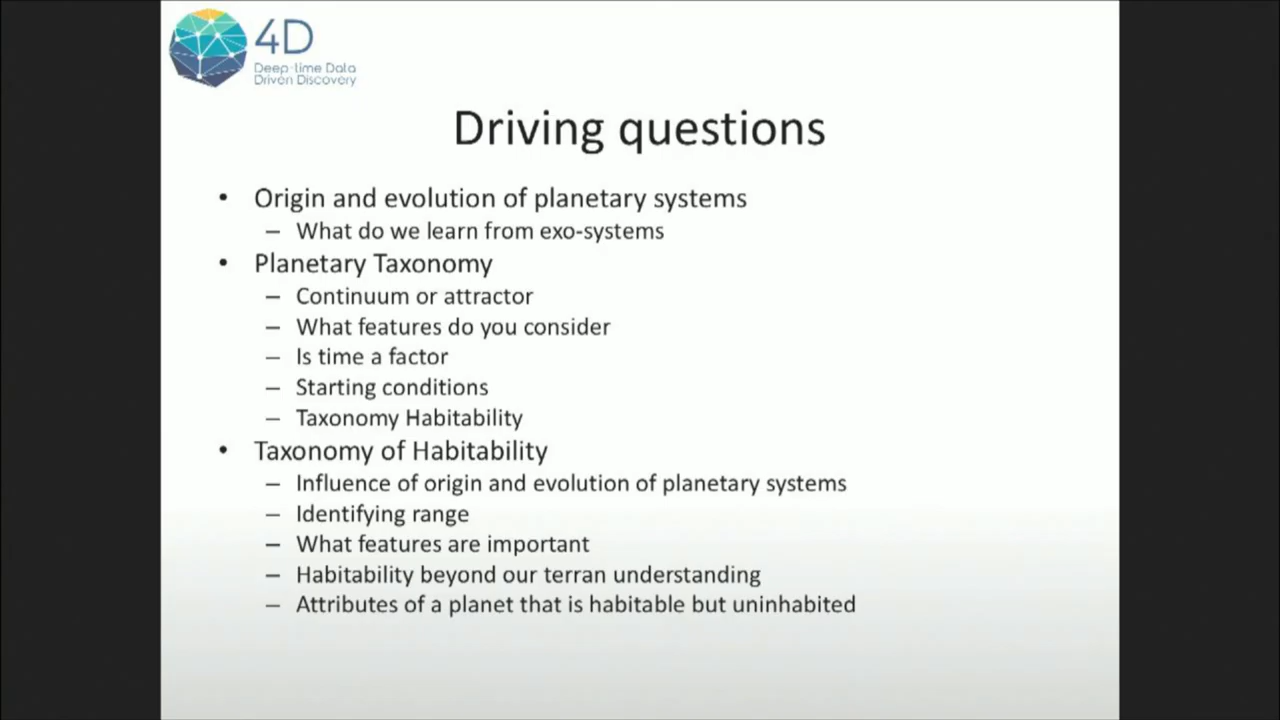 4D
Deep-time Data
Driven Discovery
Driving questions
• Origin and evolution of planetary systems
– What do we learn from exo-systems
• Planetary Taxonomy
– Continuum or attractor
– What features do you consider
– Is time a factor
– Starting conditions
– Taxonomy Habitability
• Taxonomy of Habitability
– Influence of origin and evolution of planetary systems
– Identifying range
– What features are important
– Habitability beyond our terran understanding
– Attributes of a planet that is habitable but uninhabited